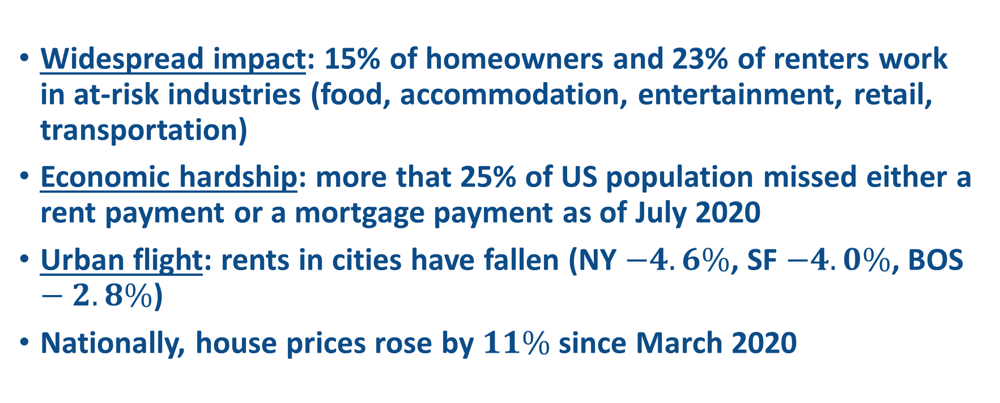 • Widespread impact: 15% of homeowners and 23% of renters work
in at-risk industries (food, accommodation, entertainment, retail,
transportation)
• Economic hardship: more that 25% of US population missed either a
rent payment or a mortgage payment as of July 2020
• Urban flight: rents in cities have fallen (NY −4.6%, SF −4.0%, BOS
− 2.8%)
• Nationally, house prices rose by 11% since March 2020